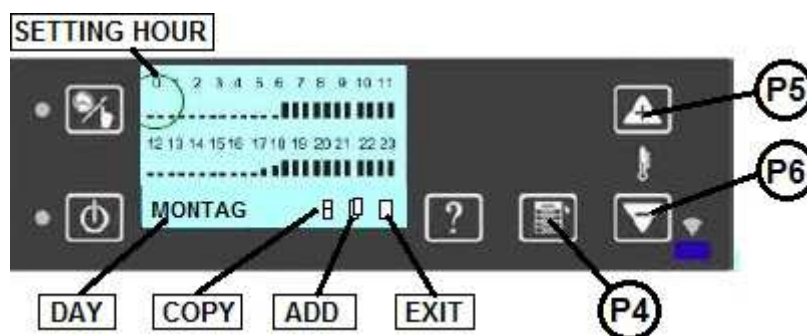 SETTING HOUR
0 1 2 3 4 5 6 7 8 9 10 11
12 13 14 15 16 17 18 19 20 21 22 23
MONTAG
?
P5
P6
P4
DAY COPY ADD EXIT